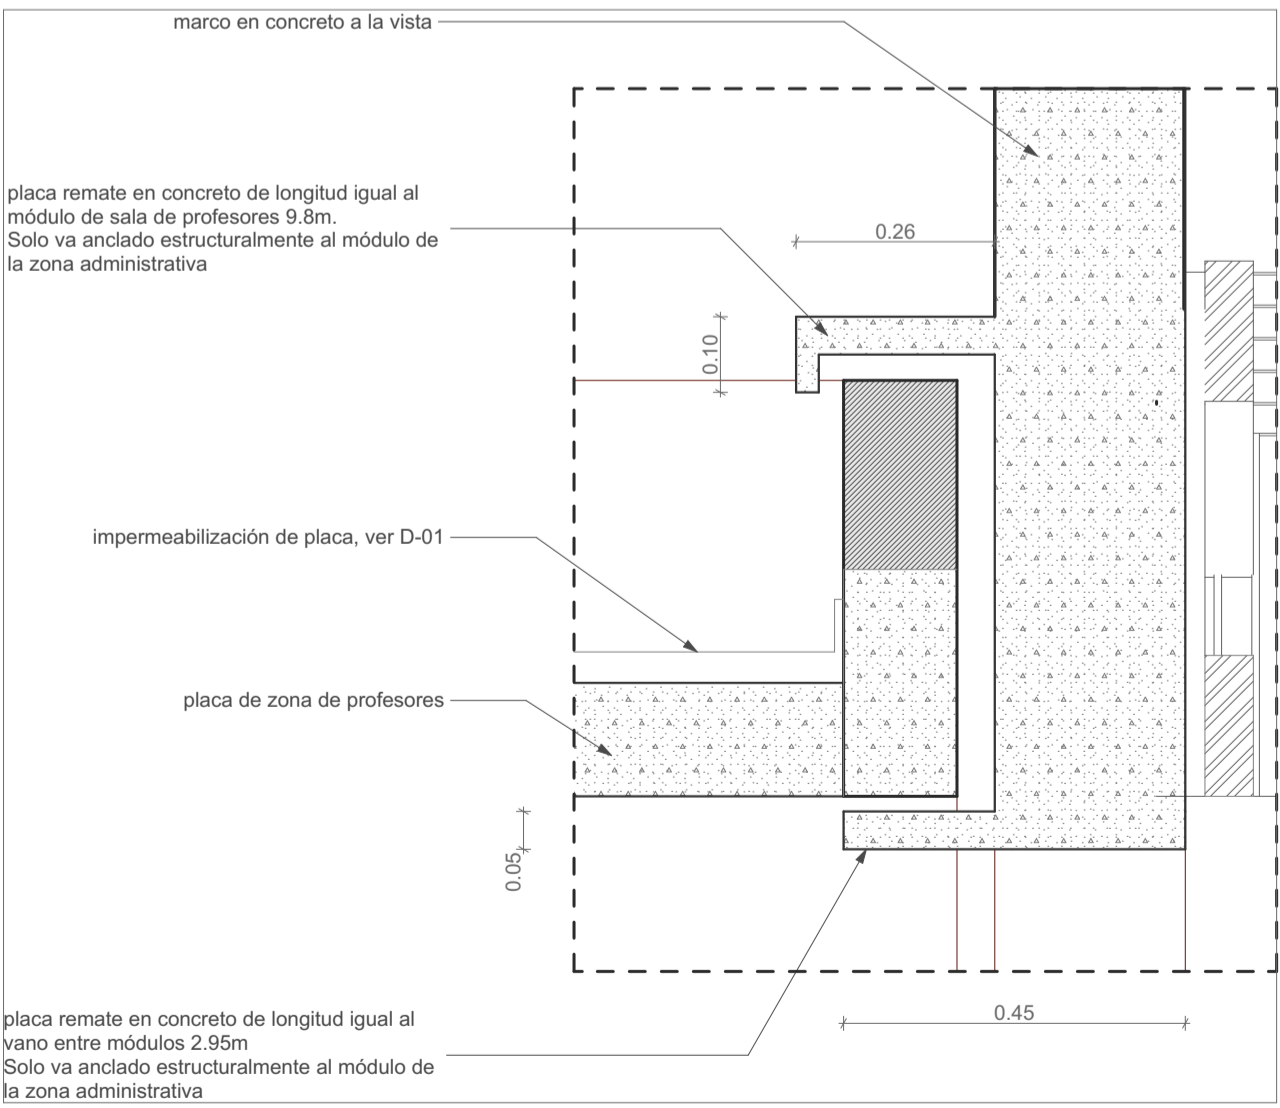 marco en concreto a la vista
placa remate en concreto de longitud igual al
módulo de sala de profesores 9.8m.
Solo va anclado estructuralmente al módulo de
la zona administrativa
0.26
0.10
impermeabilización de placa, ver D-01
placa de zona de profesores
0.05
placa remate en concreto de longitud igual al
vano entre módulos 2.95m
Solo va anclado estructuralmente al módulo de
la zona administrativa
0.45